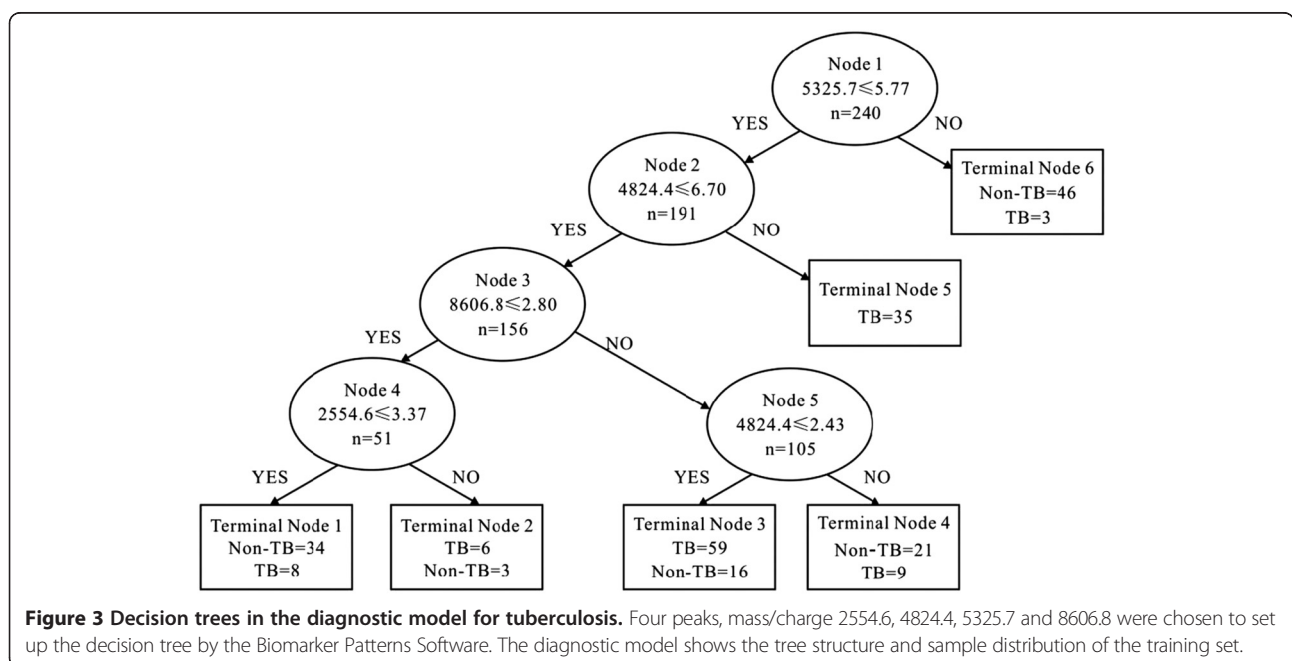 Node 1
5325.7≤5.77
n=240
YES
NO
Node 2
4824.4≤6.70
n=191
Terminal Node 6
Non-TB=46
TB=3
YES
NO
Node 3
8606.8≤2.80
n=156
Terminal Node 5
TB=35
YES
NO
Node 4
2554.6≤3.37
n=51
Node 5
4824.4≤2.43
n=105
YES
NO
YES
NO
Terminal Node 1
Non-TB=34
TB=8
Terminal Node 2
TB=6
Non-TB=3
Terminal Node 3
TB=59
Non-TB=16
Terminal Node 4
Non-TB=21
TB=9
Figure 3 Decision trees in the diagnostic model for tuberculosis. Four peaks, mass/charge 2554.6, 4824.4, 5325.7 and 8606.8 were chosen to set
up the decision tree by the Biomarker Patterns Software. The diagnostic model shows the tree structure and sample distribution of the training set.